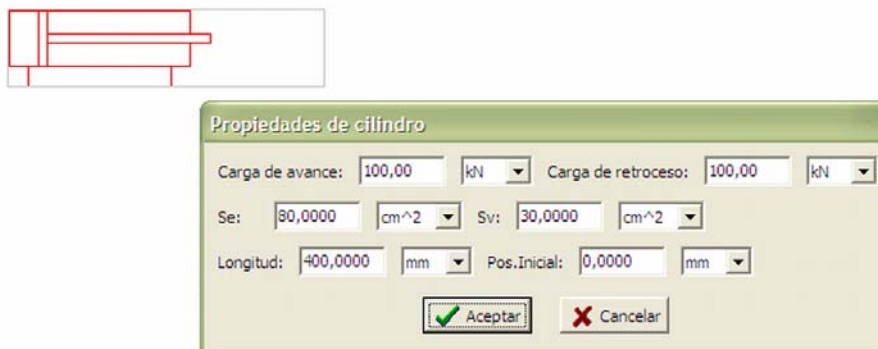 Propiedades de cilindro
Carga de avance: 100,00 kN Carga de retroceso: 100,00 kN
Se: 80,0000 cm^2 Sv: 30,0000 cm^2
Longitud: 400,0000 mm Pos.Inicial: 0,0000 mm
Aceptar Cancelar